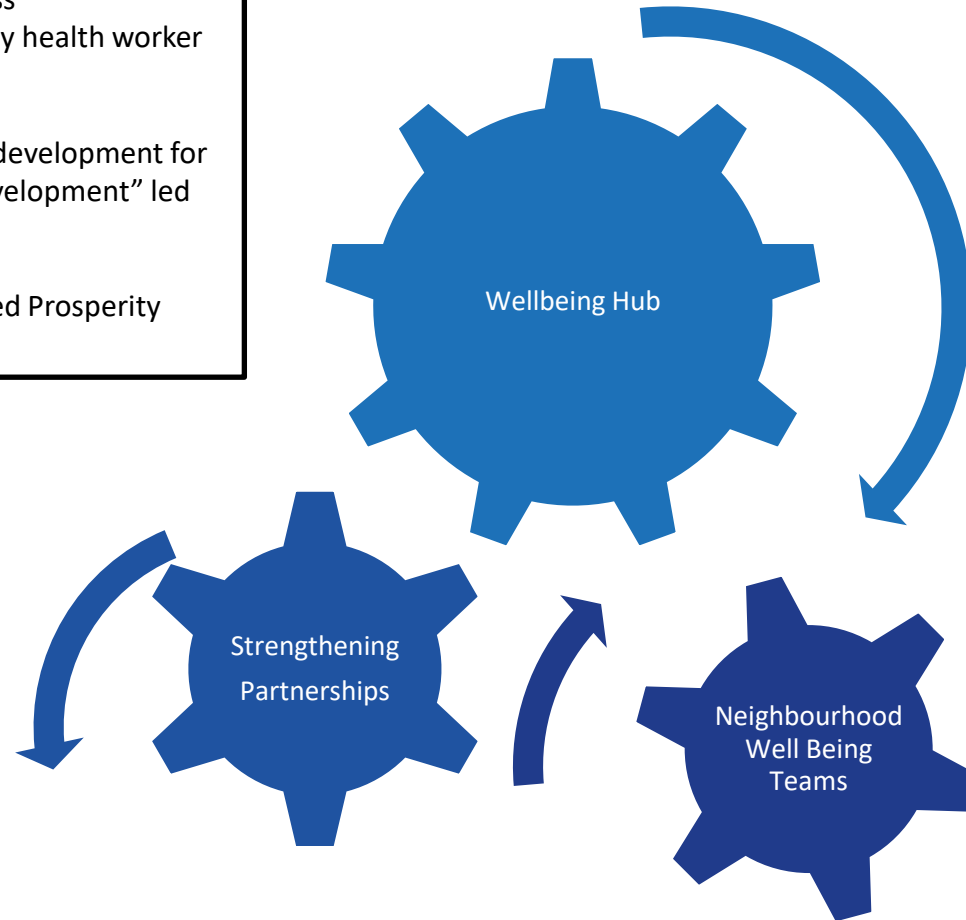 y health worker
development for
velopment” led
ed Prosperity
Wellbeing Hub
Strengthening
Partnerships
Neighbourhood
Well Being
Teams